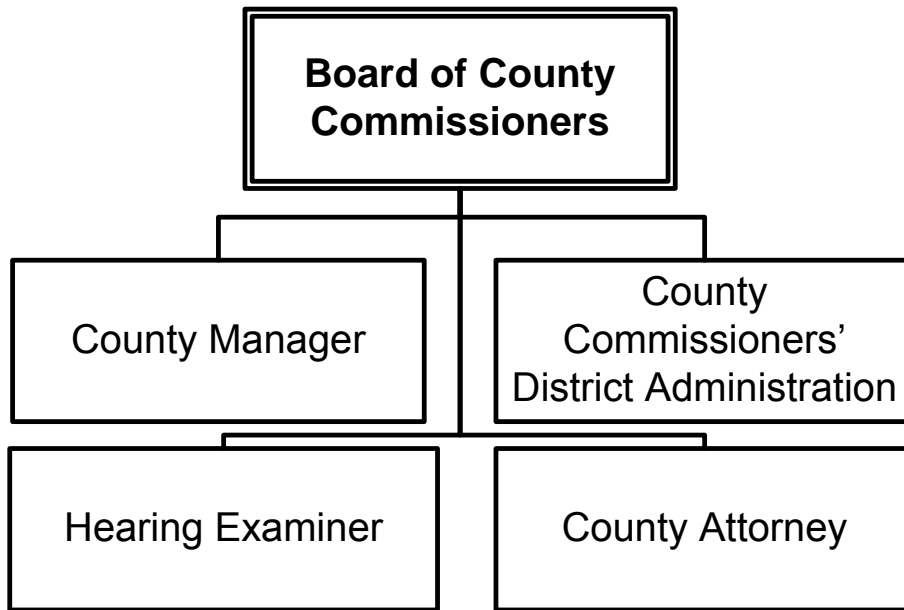 Board of County
Commissioners
County Manager
County
Commissioners’
District Administration
Hearing Examiner
County Attorney